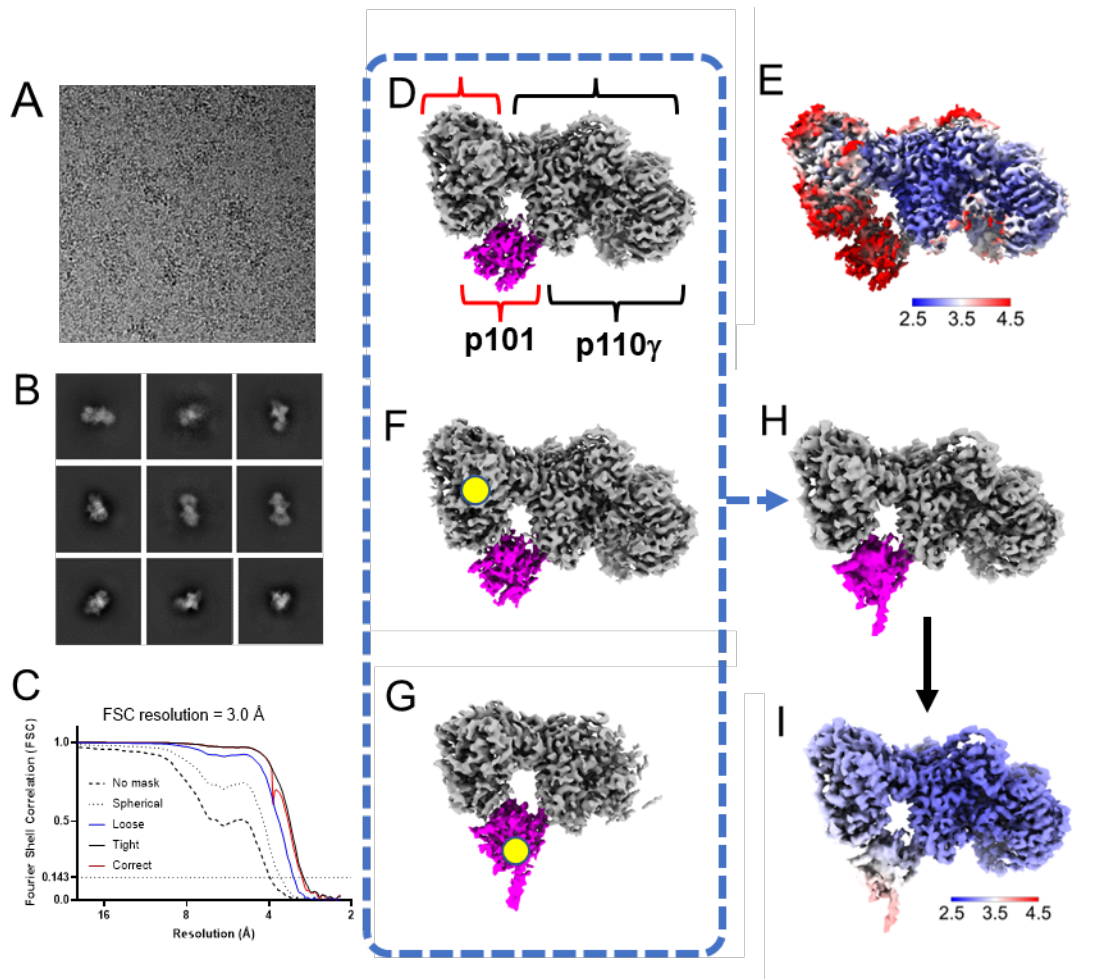 A
D
E
p101
p110γ
2.5 3.5 4.5
B
F
H
C
FSC resolution = 3.0 Å
Fourier Shell Correlation (FSC)
1.0
0.5
0.143
0.0
No mask
Spherical
Loose
Tight
Correct
16 8 4 2
Resolution (Å)
G
I
2.5 3.5 4.5